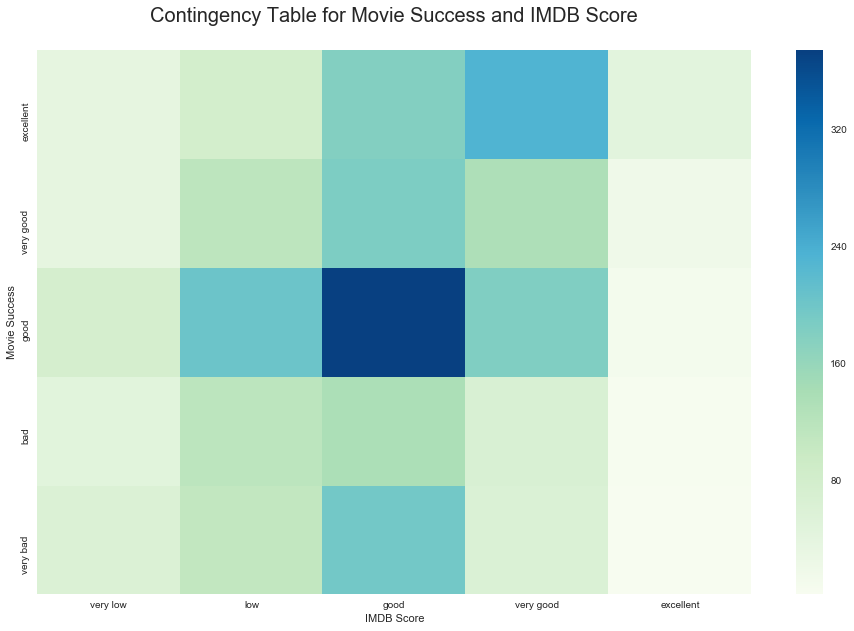 Contingency Table for Movie Success and IMDB Score
Movie Success
excellent
very good
good
bad
very bad
very low
low
good
very good
excellent
IMDB Score
320
240
160
80